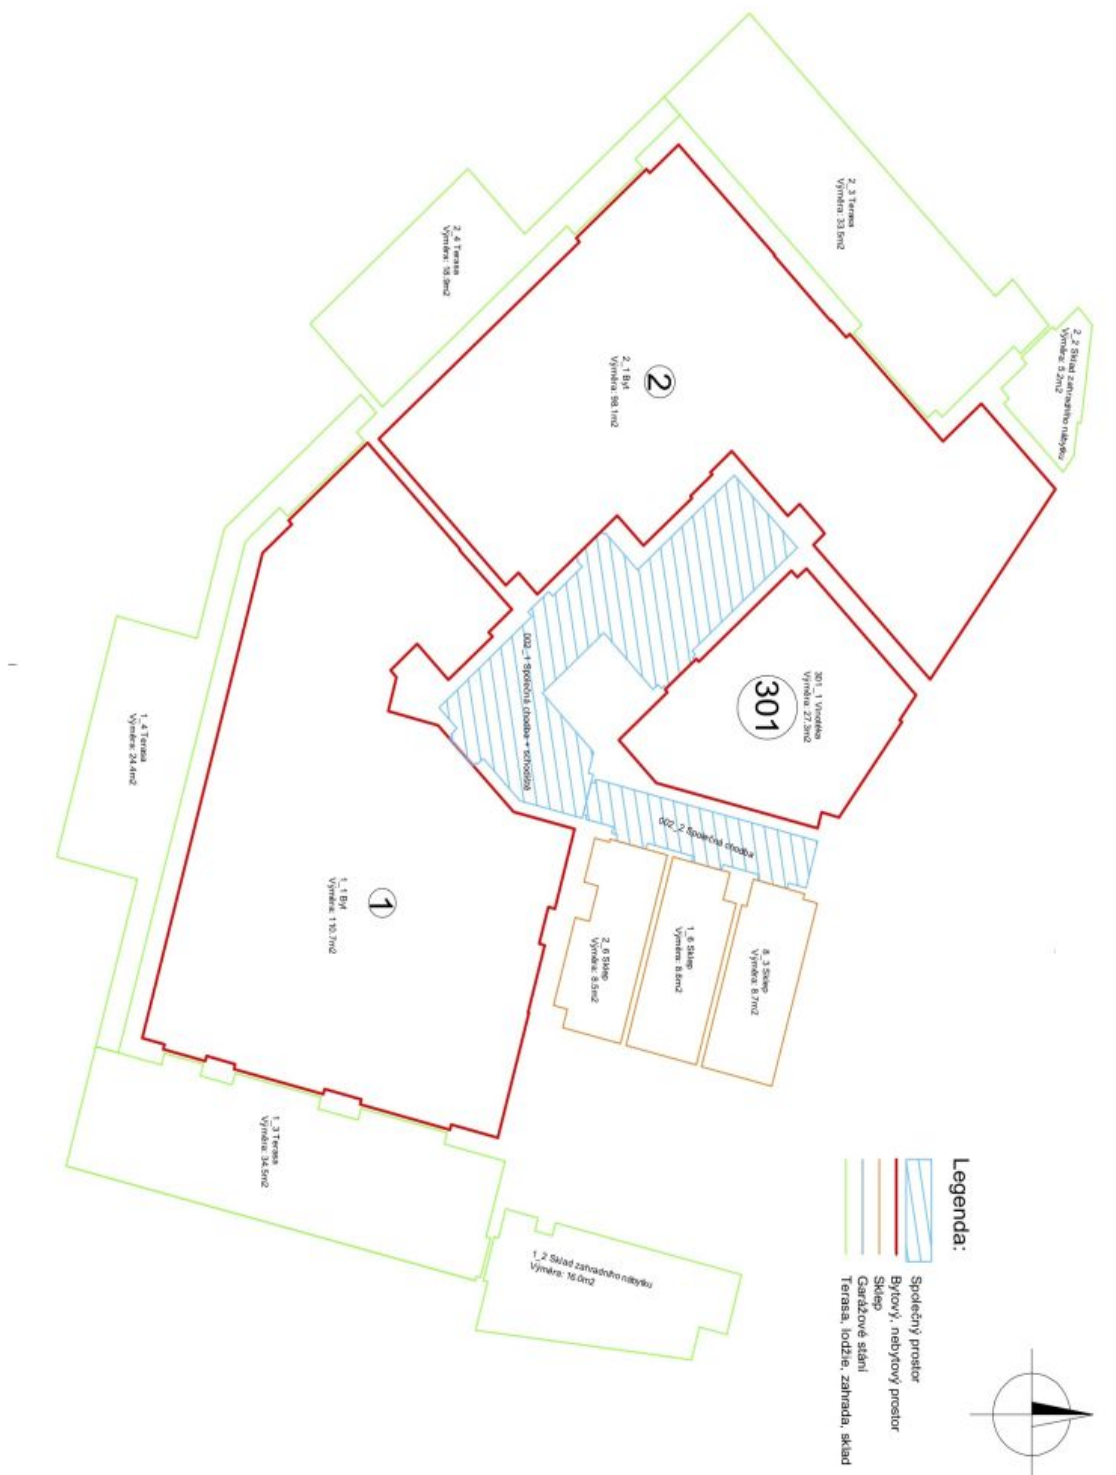 2_3 Terasa
Výměra: 33.5m2
2_4 Terasa
Výměra: 18.9m2
2_2 Sklad zahradního nábytku
Výměra: 5.2m2
2
2_1 Byt
Výměra: 98.1m2
301_1 Vinotéka
Výměra: 27.3m2
301
002_1 Společná chodba + schodiště
002_2 Společná chodba
1_4 Terasa
Výměra: 24.4m2
1
1_1 Byt
Výměra: 110.7m2
2_6 Sklep
Výměra: 8.5m2
1_6 Sklep
Výměra: 8.6m2
8_3 Sklep
Výměra: 8.7m2
1_3 Terasa
Výměra: 34.5m2
1_2 Sklad zahradního nábytku
Výměra: 16.0m2
Legenda:
Společný prostor
Bytový, nebytový prostor
Sklep
Garážové stání
Terasa, lodžie, zahrada, sklad